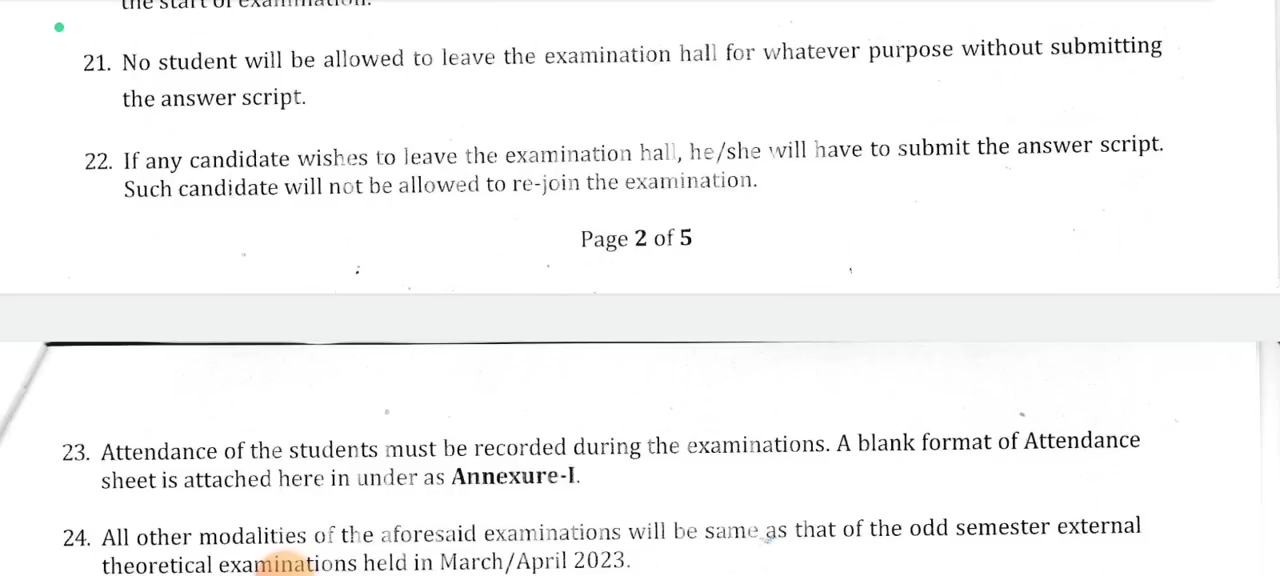 the start of examination.
21. No student will be allowed to leave the examination hall for whatever purpose without submitting
the answer script.
22. If any candidate wishes to leave the examination hall, he/she will have to submit the answer script.
Such candidate will not be allowed to re-join the examination.
Page 2 of 5
23. Attendance of the students must be recorded during the examinations. A blank format of Attendance
sheet is attached here in under as Annexure-I.
24. All other modalities of the aforesaid examinations will be same as that of the odd semester external
theoretical examinations held in March/April 2023.